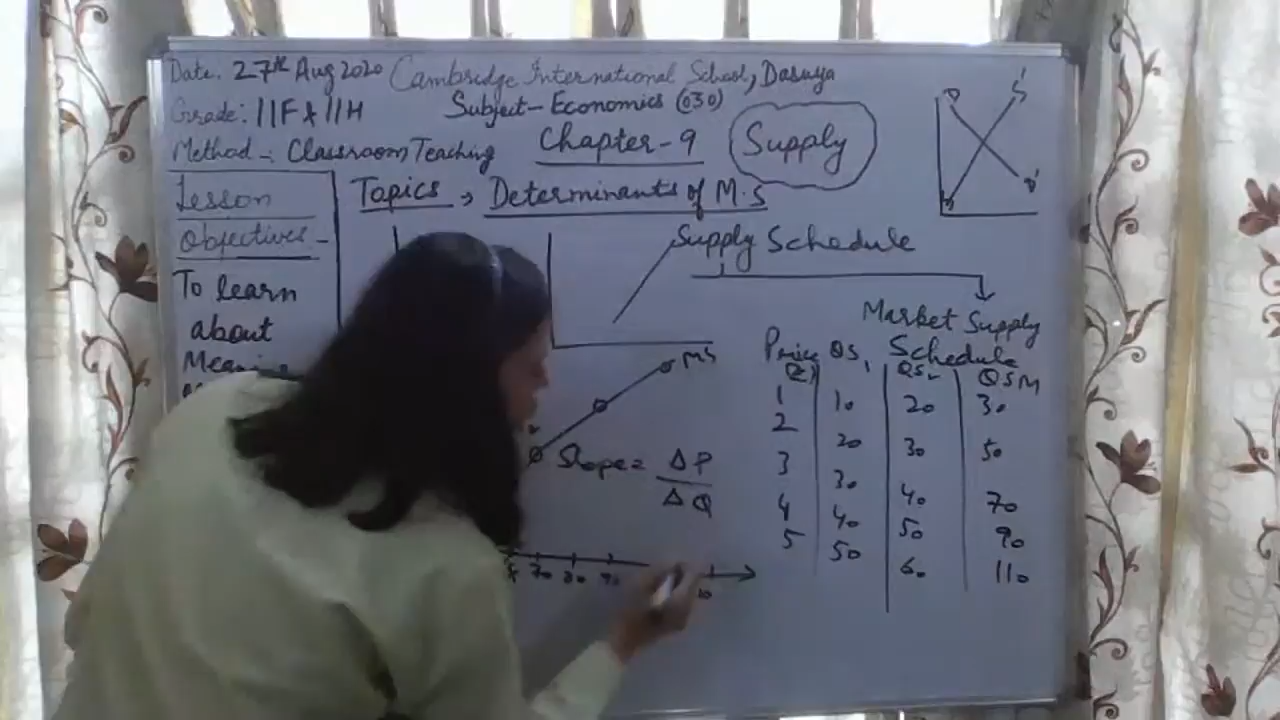 Date: 27th Aug 2020 Cambridge International School, Dasuya
Grade: 11F & 11H Subject - Economics (030)
Method -: Classroom Teaching Chapter - 9 Supply
Lesson
Objectives -
To learn
about
Topics → Determinants of M.S
Supply Schedule
Market Supply
Schedule
Price QS1 QS2 QSM
1 10 20 30
2 20 30 50
3 30 40 70
4 40 50 90
5 50 60 110
MS
Slope = ΔP
ΔQ
70 80 90
D S'
D'